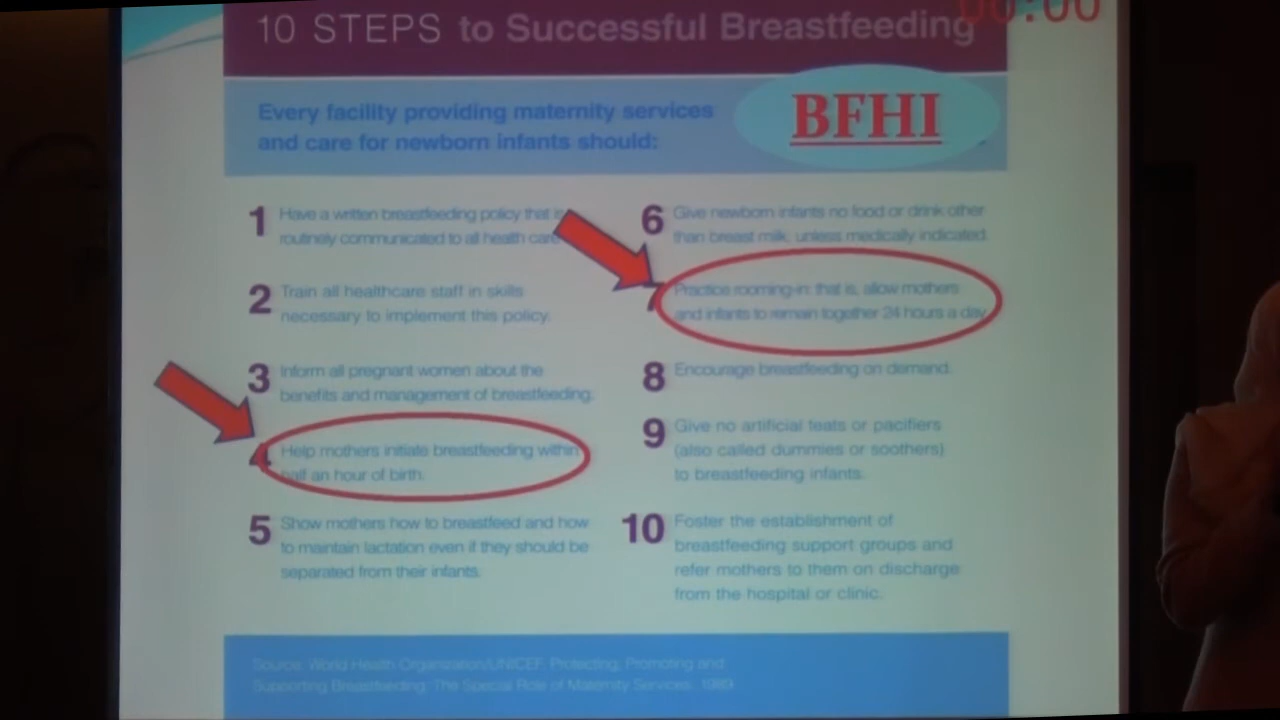 10 STEPS to Successful Breastfeeding
00:00
Every facility providing maternity services
and care for newborn infants should:
BFHI
1 Have a written breastfeeding policy that is
routinely communicated to all health care
2 Train all healthcare staff in skills
necessary to implement this policy.
3 Inform all pregnant women about the
benefits and management of breastfeeding.
4 Help mothers initiate breastfeeding within
half an hour of birth.
5 Show mothers how to breastfeed and how
to maintain lactation even if they should be
separated from their infants.
6 Give newborn infants no food or drink other
than breast milk, unless medically indicated.
7 Practice rooming-in: that is, allow mothers
and infants to remain together 24 hours a day.
8 Encourage breastfeeding on demand.
9 Give no artificial teats or pacifiers
(also called dummies or soothers)
to breastfeeding infants.
10 Foster the establishment of
breastfeeding support groups and
refer mothers to them on discharge
from the hospital or clinic.
Source: World Health Organization/UNICEF. Protecting, Promoting and
Supporting Breastfeeding: The Special Role of Maternity Services, 1989.